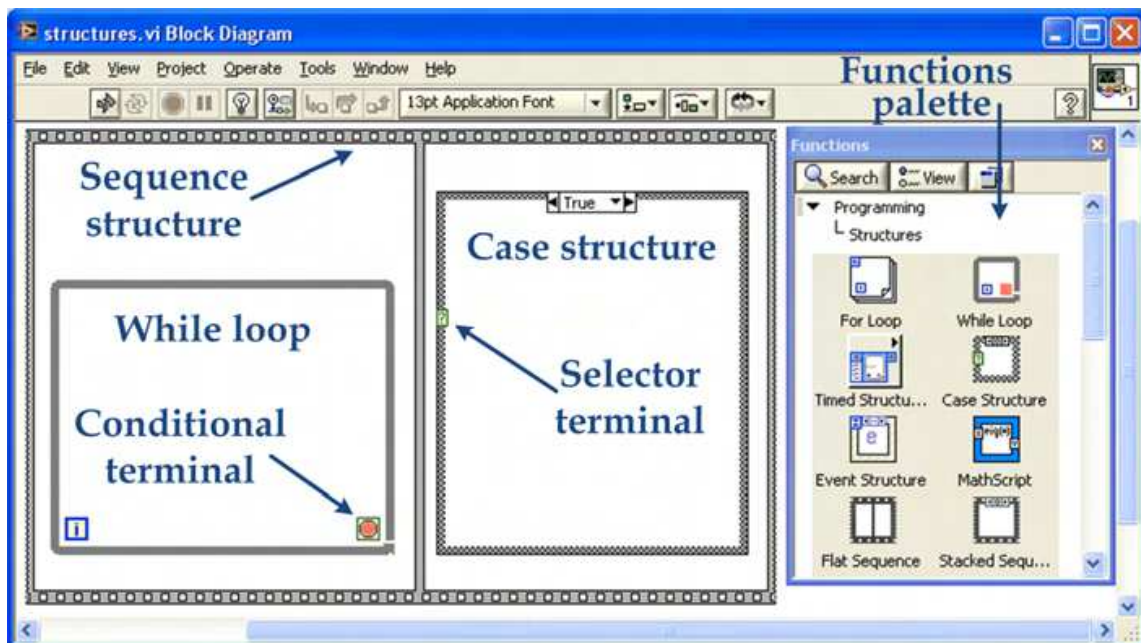 structures.vi Block Diagram
File Edit View Project Operate Tools Window Help
13pt Application Font
?
1
Functions
palette
Sequence
structure
While loop
Conditional
terminal
i
True
Case structure
?
Selector
terminal
Functions
Search View
Programming
Structures
For Loop While Loop
Timed Structu... Case Structure
Event Structure MathScript
Flat Sequence Stacked Sequ...